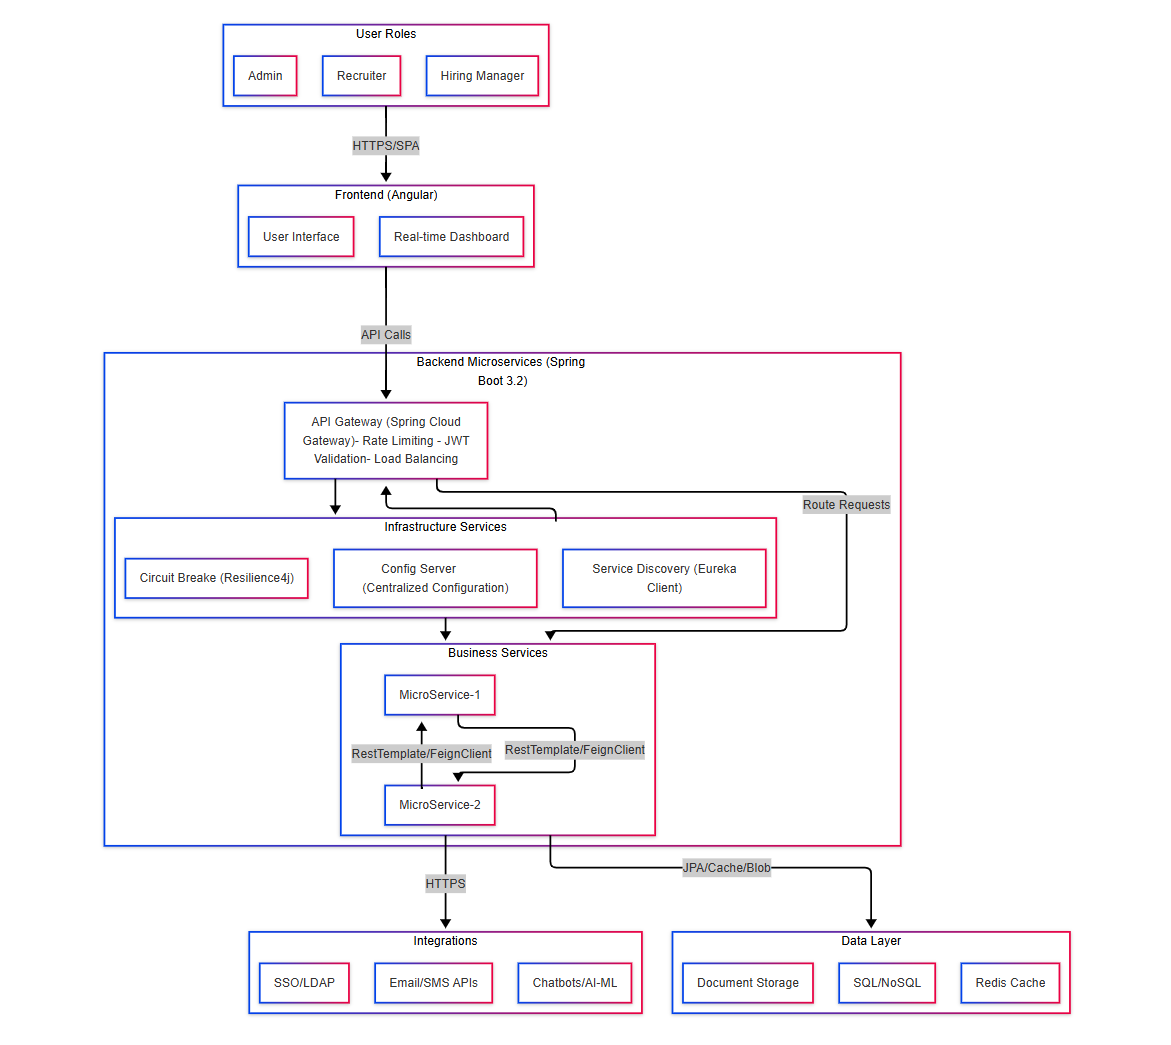 User Roles
Admin
Recruiter
Hiring Manager
HTTPS/SPA
Frontend (Angular)
User Interface
Real-time Dashboard
API Calls
Backend Microservices (Spring
Boot 3.2)
API Gateway (Spring Cloud
Gateway)- Rate Limiting - JWT
Validation- Load Balancing
Route Requests
Infrastructure Services
Circuit Breake (Resilience4j)
Config Server
(Centralized Configuration)
Service Discovery (Eureka
Client)
Business Services
MicroService-1
RestTemplate/FeignClient
RestTemplate/FeignClient
MicroService-2
JPA/Cache/Blob
HTTPS
Integrations
SSO/LDAP
Email/SMS APIs
Chatbots/AI-ML
Data Layer
Document Storage
SQL/NoSQL
Redis Cache